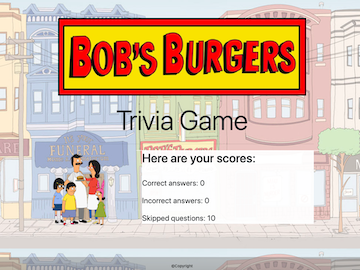 BOB'S BURGERS
Trivia Game
Here are your scores:
FUNERAL
Correct answers: 0
Incorrect answers: 0
Skipped questions: 10
@Copyright